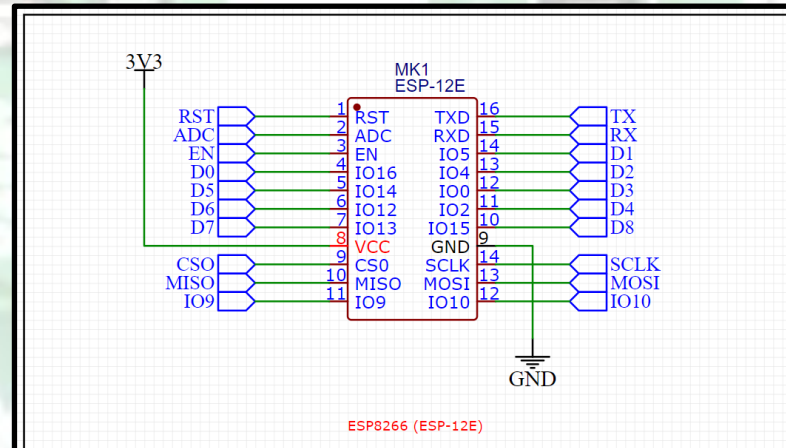 3V3
MK1
ESP-12E
RST 1 RST TXD 16 TX
ADC 2 ADC RXD 15 RX
EN 3 EN IO5 14 D1
D0 4 IO16 IO4 13 D2
D5 5 IO14 IO0 12 D3
D6 6 IO12 IO2 11 D4
D7 7 IO13 IO15 10 D8
8 VCC GND 9
CSO 9 CS0 SCLK 14 SCLK
MISO 10 MISO MOSI 13 MOSI
IO9 11 IO9 IO10 12 IO10
GND
ESP8266 (ESP-12E)